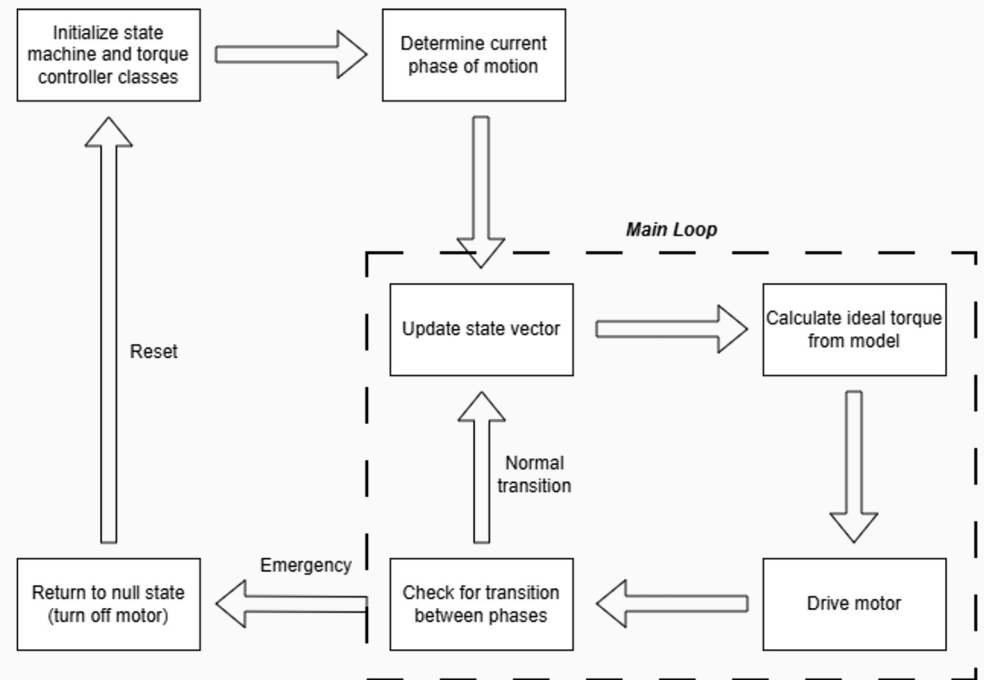 Initialize state
machine and torque
controller classes
Determine current
phase of motion
Main Loop
Update state vector
Calculate ideal torque
from model
Reset
Normal
transition
Emergency
Return to null state
(turn off motor)
Check for transition
between phases
Drive motor